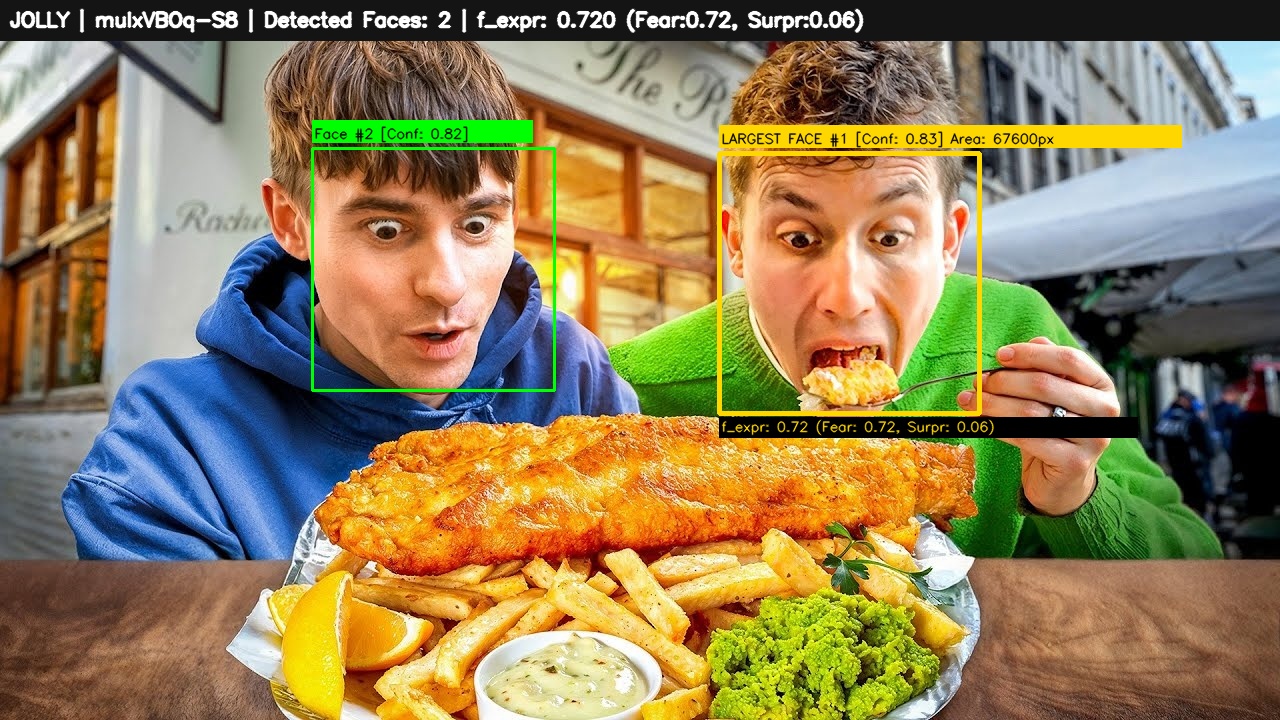 JOLLY | mulxVBOq-S8 | Detected Faces: 2 | f_expr: 0.720 (Fear:0.72, Surpr:0.06)
The
Face #2 [Conf: 0.82]
LARGEST FACE #1 [Conf: 0.83] Area: 67600px
f_expr: 0.72 (Fear: 0.72, Surpr: 0.06)